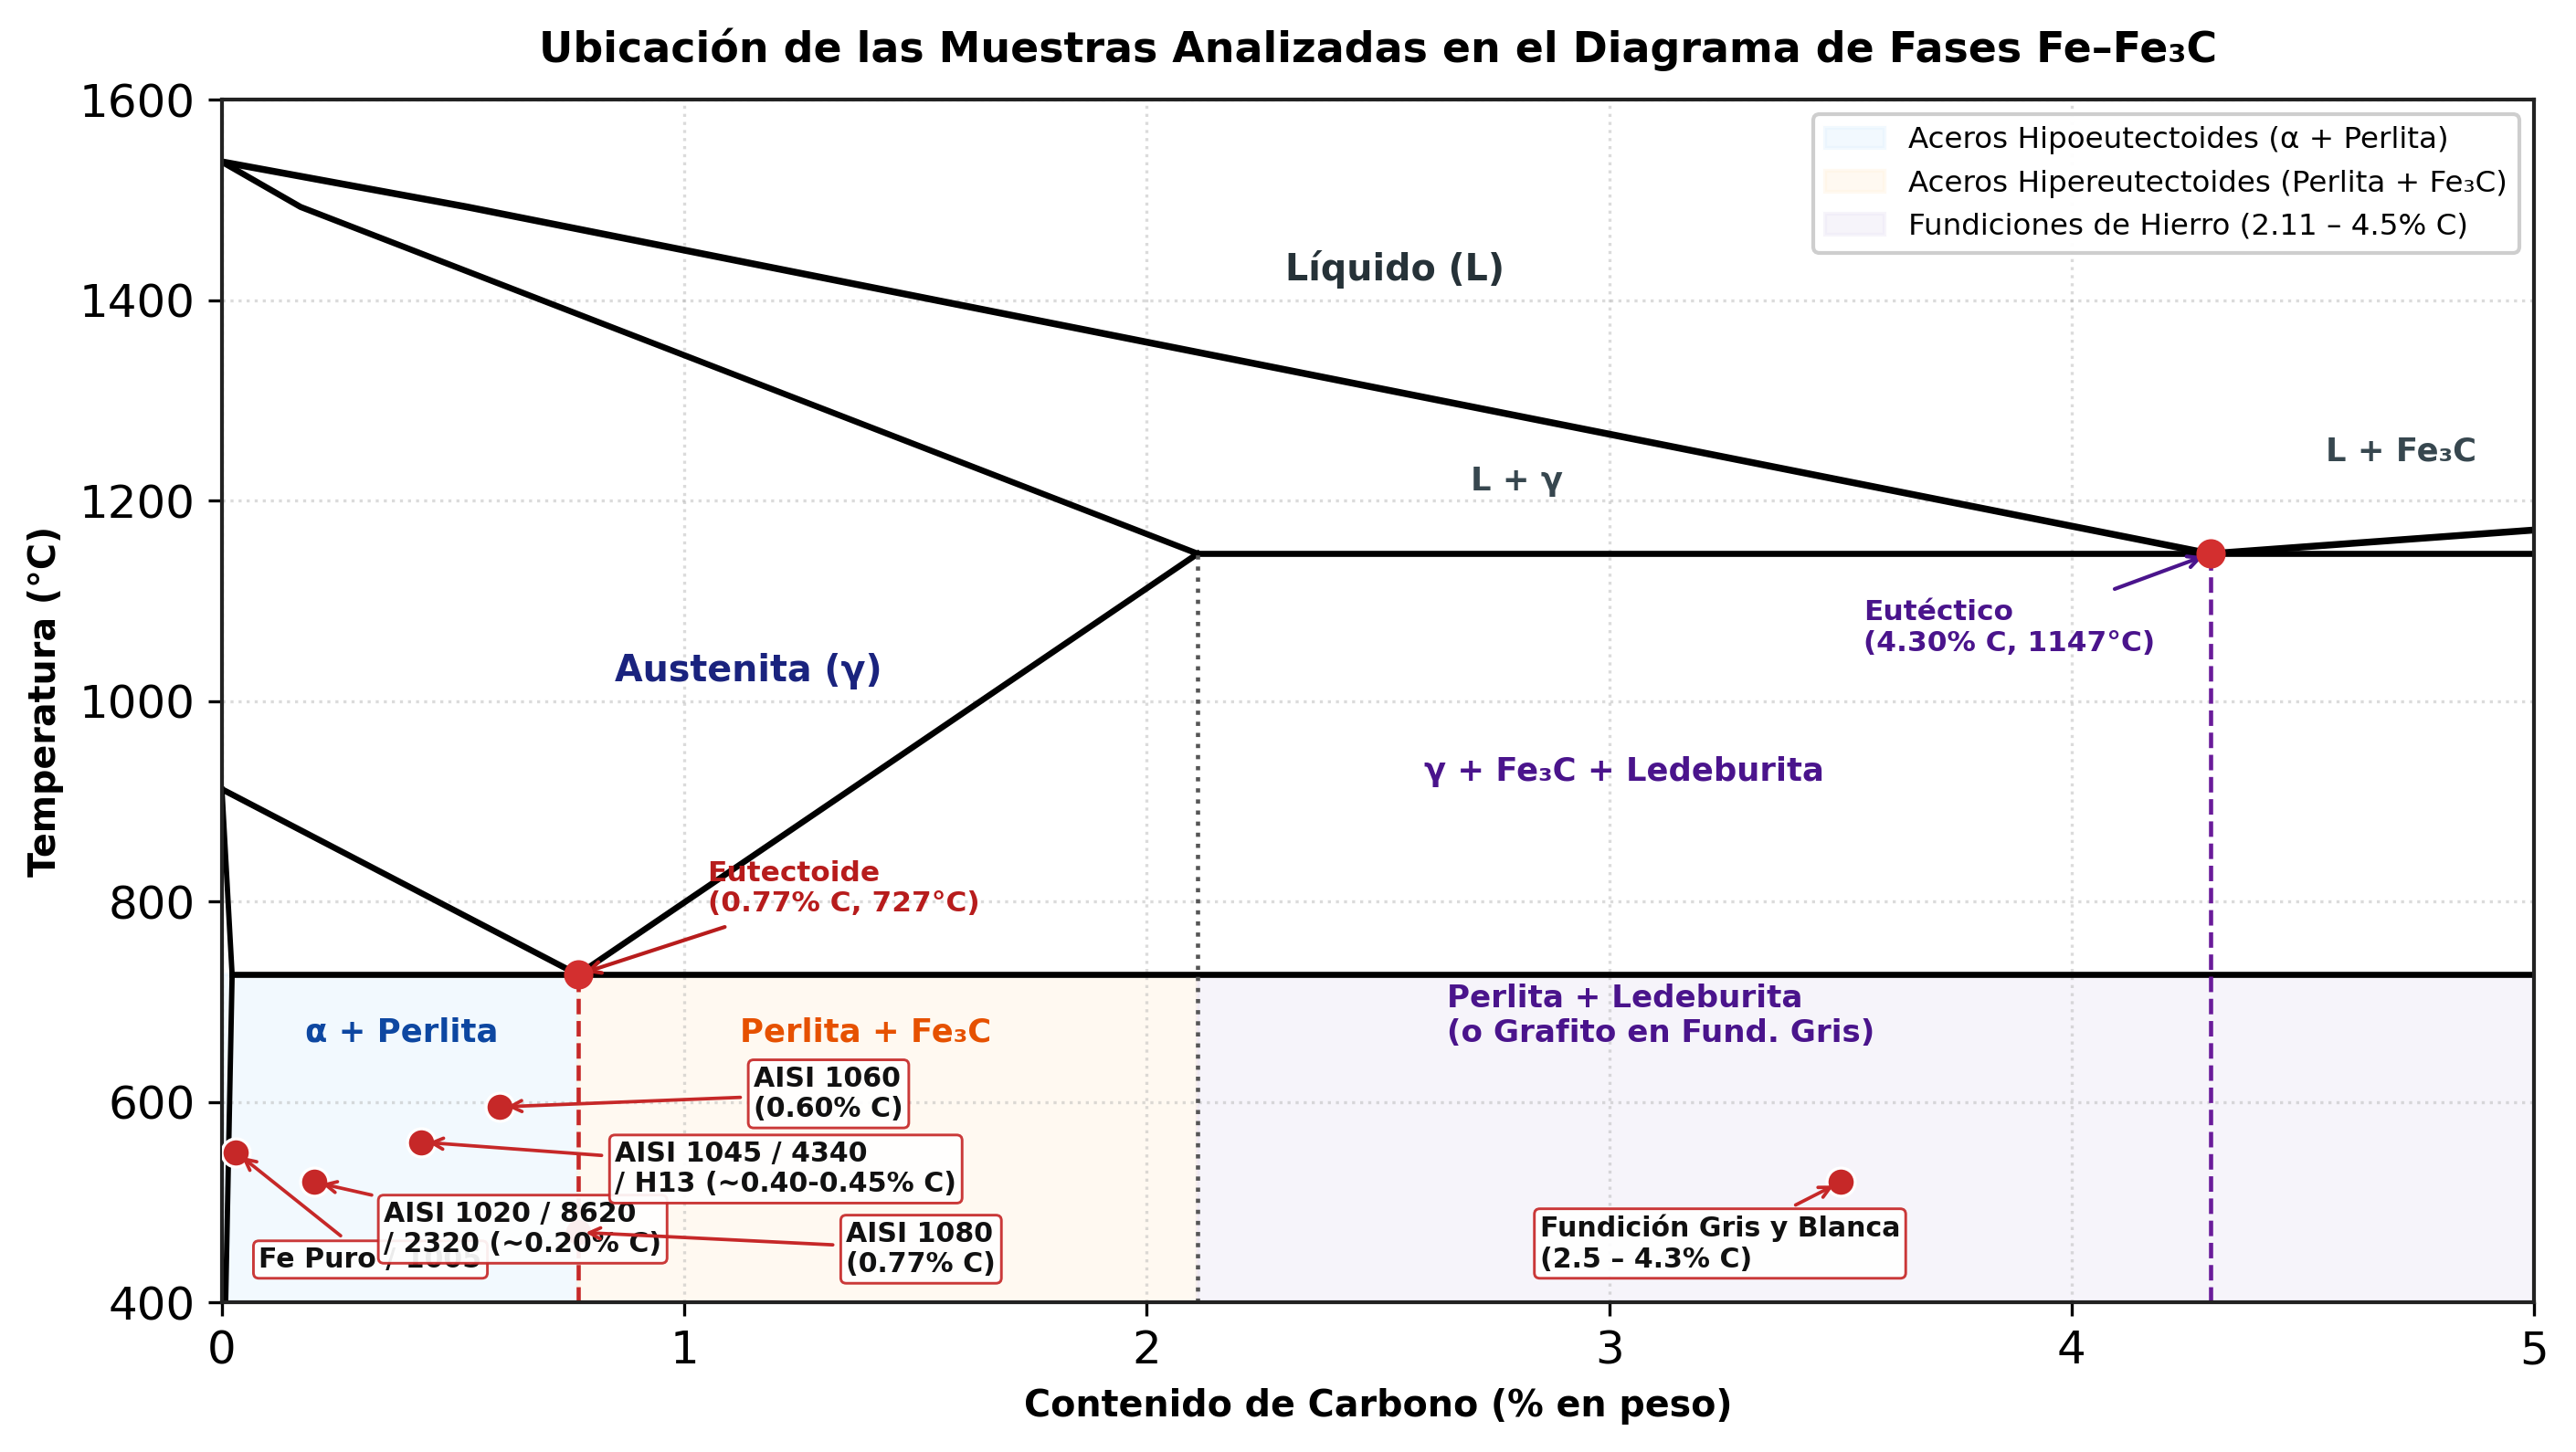 Ubicación de las Muestras Analizadas en el Diagrama de Fases Fe–Fe₃C
1600
1400
1200
1000
800
600
400
Temperatura (°C)
Aceros Hipoeutectoides (α + Perlita)
Aceros Hipereutectoides (Perlita + Fe₃C)
Fundiciones de Hierro (2.11 – 4.5% C)
Líquido (L)
L + Fe₃C
L + γ
Eutéctico
(4.30% C, 1147°C)
Austenita (γ)
γ + Fe₃C + Ledeburita
Eutectoide
(0.77% C, 727°C)
α + Perlita
Perlita + Fe₃C
Perlita + Ledeburita
(o Grafito en Fund. Gris)
AISI 1060
(0.60% C)
AISI 1045 / 4340
/ H13 (~0.40-0.45% C)
AISI 1020 / 8620
/ 2320 (~0.20% C)
Fe Puro / 1005
AISI 1080
(0.77% C)
Fundición Gris y Blanca
(2.5 – 4.3% C)
0
1
2
3
4
5
Contenido de Carbono (% en peso)